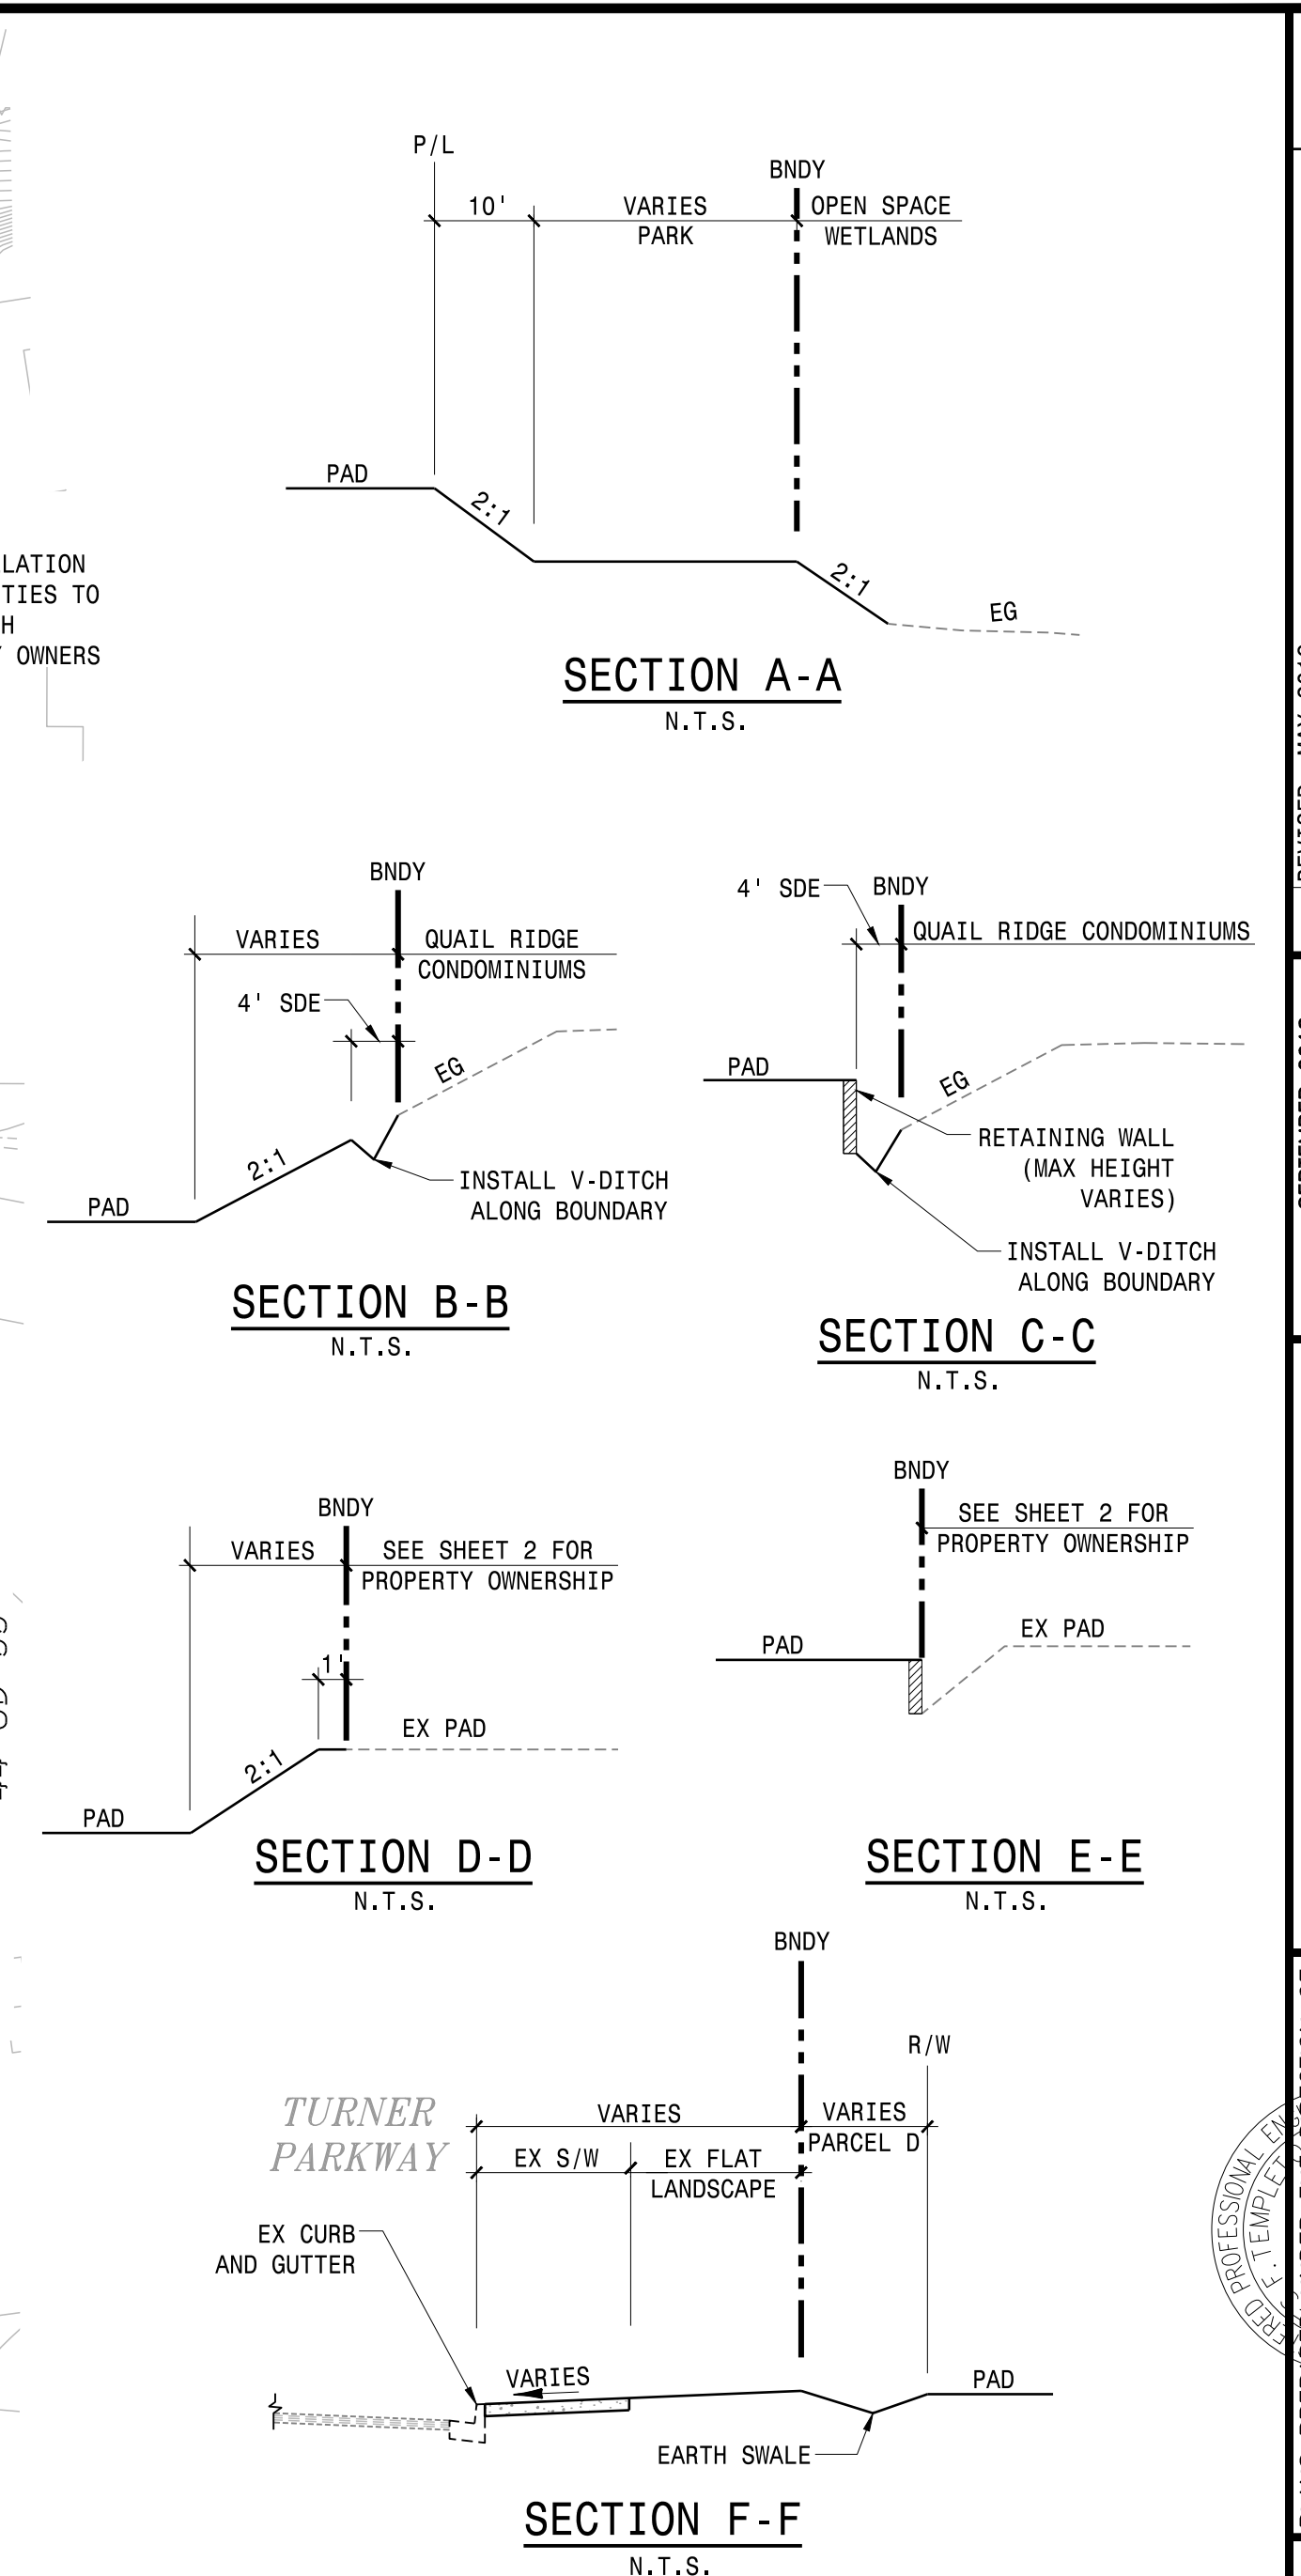 P/L
BNDY
10'
VARIES
OPEN SPACE
PARK
WETLANDS
PAD
2:1
2:1
EG
LATION
TIES TO
H
OWNERS
SECTION A-A
N.T.S.
BNDY
VARIES
QUAIL RIDGE
CONDOMINIUMS
4' SDE
EG
2:1
INSTALL V-DITCH
ALONG BOUNDARY
PAD
SECTION B-B
N.T.S.
4' SDE
BNDY
QUAIL RIDGE CONDOMINIUMS
PAD
EG
RETAINING WALL
(MAX HEIGHT
VARIES)
INSTALL V-DITCH
ALONG BOUNDARY
SECTION C-C
N.T.S.
BNDY
VARIES
SEE SHEET 2 FOR
PROPERTY OWNERSHIP
1'
EX PAD
2:1
PAD
SECTION D-D
N.T.S.
BNDY
SEE SHEET 2 FOR
PROPERTY OWNERSHIP
EX PAD
PAD
SECTION E-E
N.T.S.
BNDY
R/W
TURNER
PARKWAY
VARIES
VARIES
PARCEL D
EX S/W
EX FLAT
LANDSCAPE
EX CURB
AND GUTTER
VARIES
PAD
EARTH SWALE
SECTION F-F
N.T.S.
PROFESSIONAL EN
F. TEMPLET